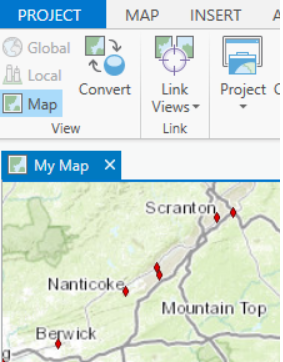 PROJECT MAP INSERT
Global
Local
Map
Convert
Link
Views
Project
View
Link
My Map
Scranton
Nanticoke
Mountain Top
Berwick